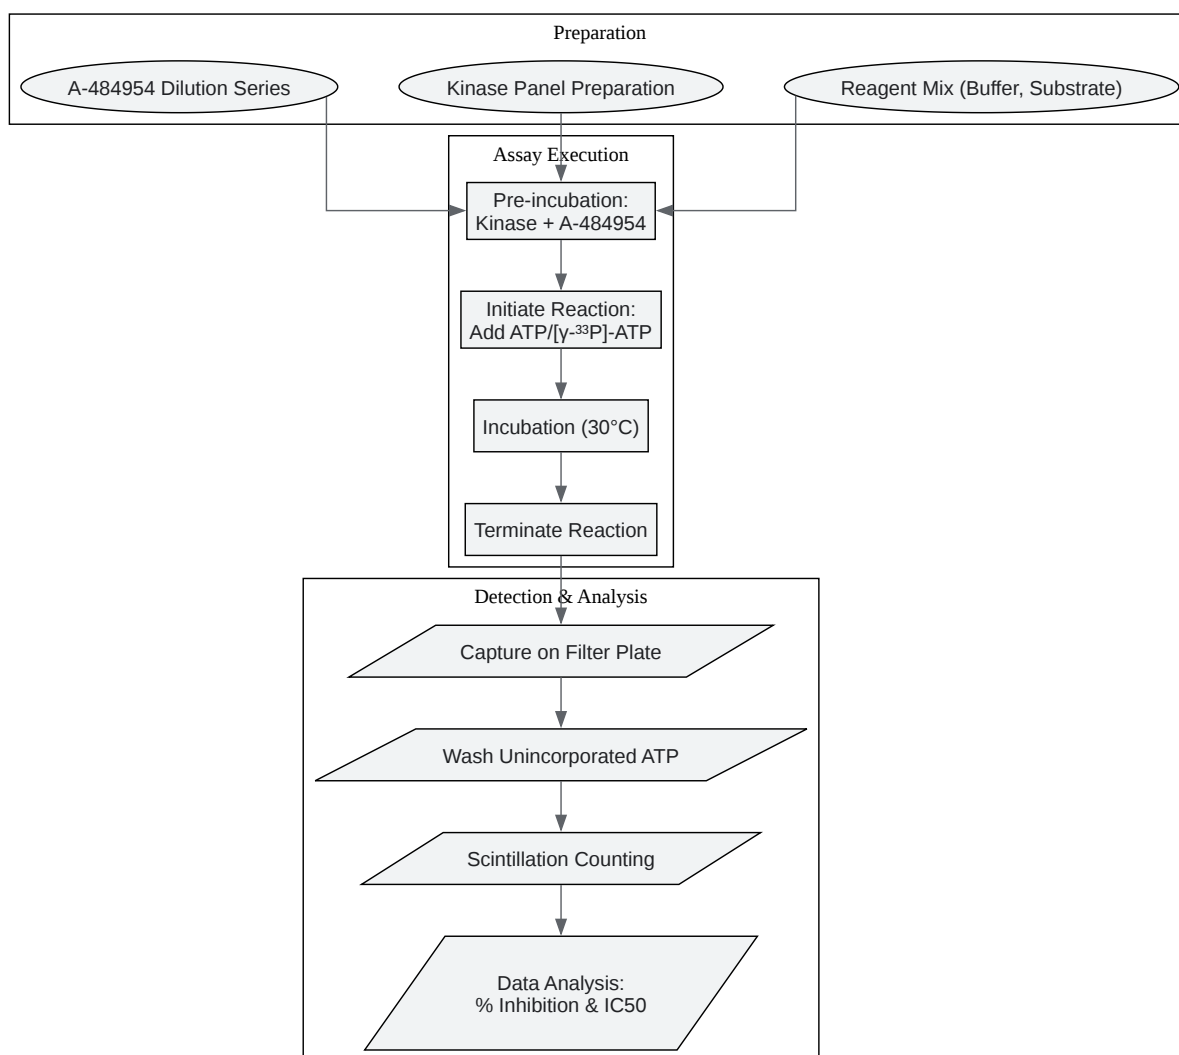 Preparation
A-484954 Dilution Series
Kinase Panel Preparation
Reagent Mix (Buffer, Substrate)
Assay Execution
Pre-incubation:
Kinase + A-484954
Initiate Reaction:
Add ATP/[γ-³³P]-ATP
Incubation (30°C)
Terminate Reaction
Detection & Analysis
Capture on Filter Plate
Wash Unincorporated ATP
Scintillation Counting
Data Analysis:
% Inhibition & IC50